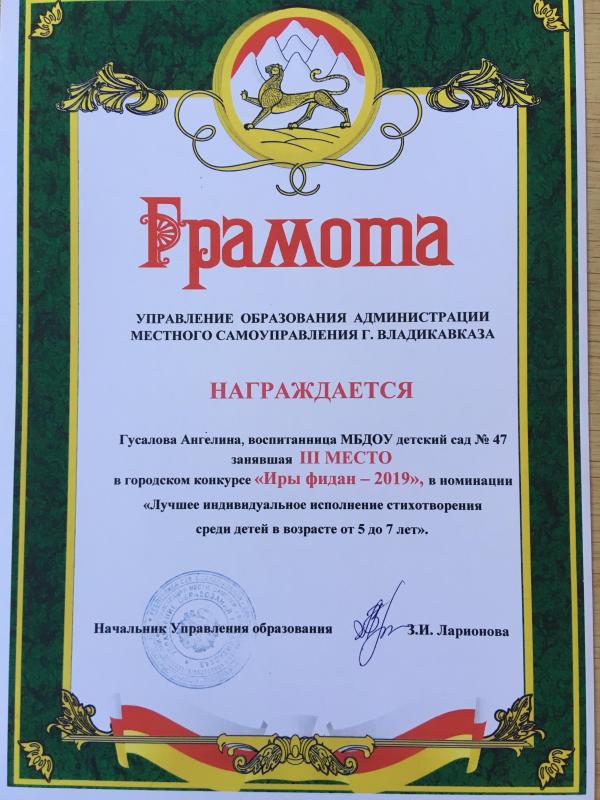 Грамота
УПРАВЛЕНИЕ ОБРАЗОВАНИЯ АДМИНИСТРАЦИИ
МЕСТНОГО САМОУПРАВЛЕНИЯ Г. ВЛАДИКАВКАЗА
НАГРАЖДАЕТСЯ
Гусалова Ангелина, воспитанница МБДОУ детский сад № 47
занявшая III МЕСТО
в городском конкурсе «Иры фидан – 2019», в номинации
«Лучшее индивидуальное исполнение стихотворения
среди детей в возрасте от 5 до 7 лет».
Начальник Управления образования З.И. Ларионова